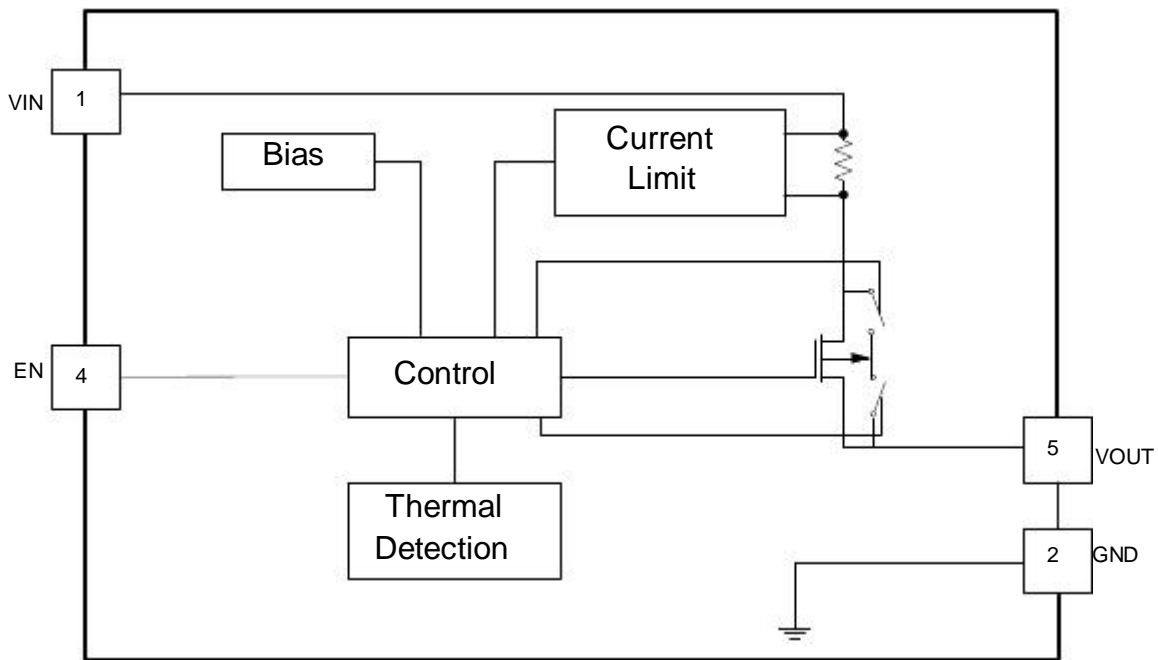 VIN
1
Bias
Current
Limit
EN
4
Control
5
VOUT
Thermal
Detection
2
GND